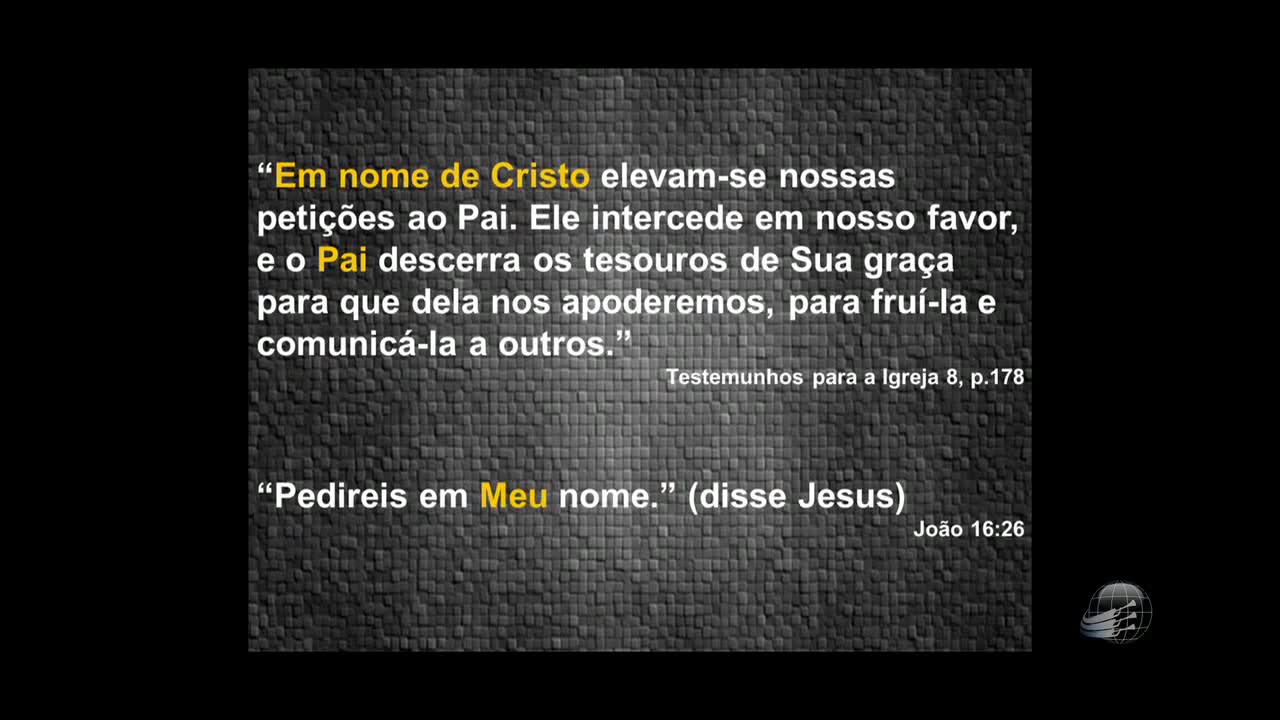 “Em nome de Cristo elevam-se nossas
petições ao Pai. Ele intercede em nosso favor,
e o Pai descerra os tesouros de Sua graça
para que dela nos apoderemos, para fruí-la e
comunicá-la a outros.”
Testemunhos para a Igreja 8, p.178
“Pedireis em Meu nome.” (disse Jesus)
João 16:26